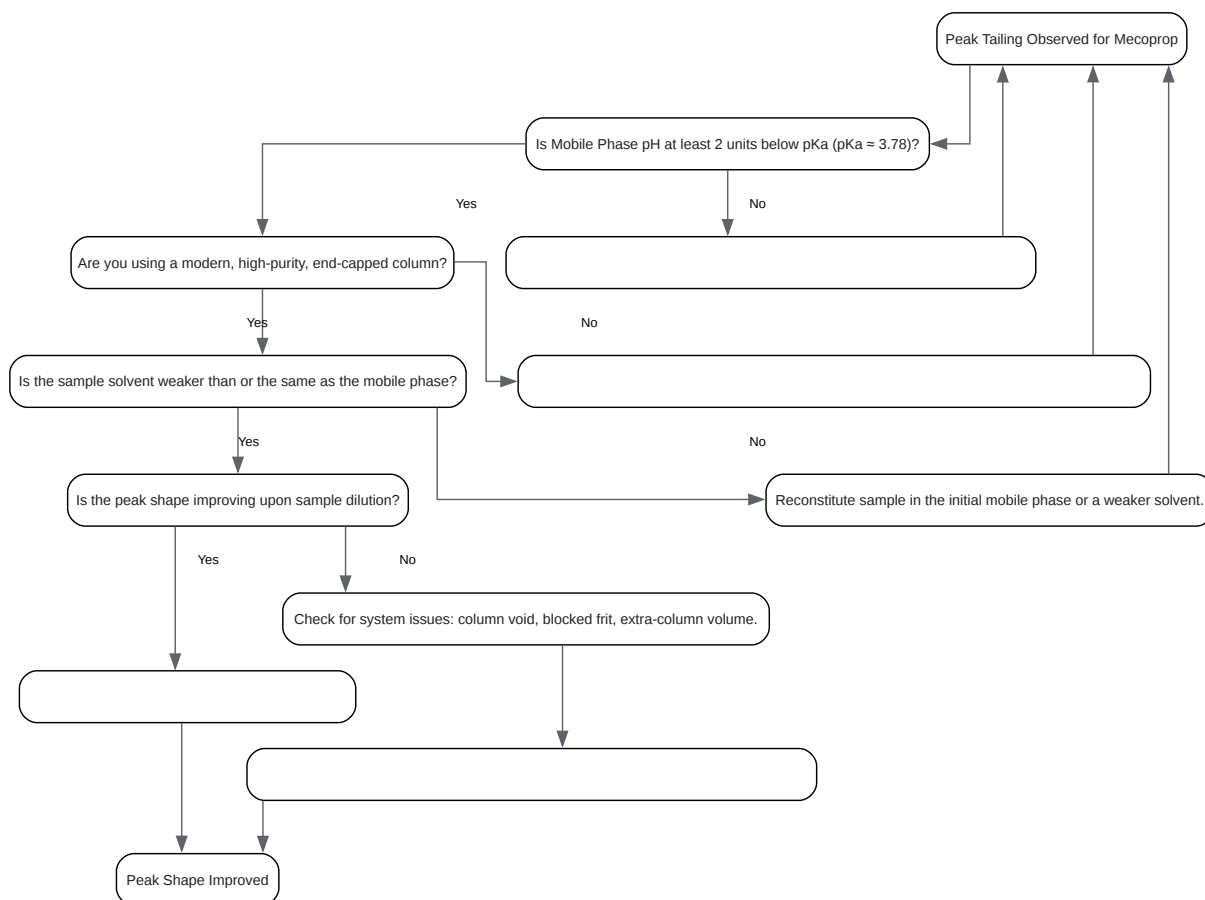 Peak Tailing Observed for Mecoprop
Is Mobile Phase pH at least 2 units below pKa (pKa ≈ 3.78)?
Yes
No
Are you using a modern, high-purity, end-capped column?
Yes
No
Is the sample solvent weaker than or the same as the mobile phase?
Yes
No
Is the peak shape improving upon sample dilution?
Reconstitute sample in the initial mobile phase or a weaker solvent.
Yes
No
Check for system issues: column void, blocked frit, extra-column volume.
Peak Shape Improved